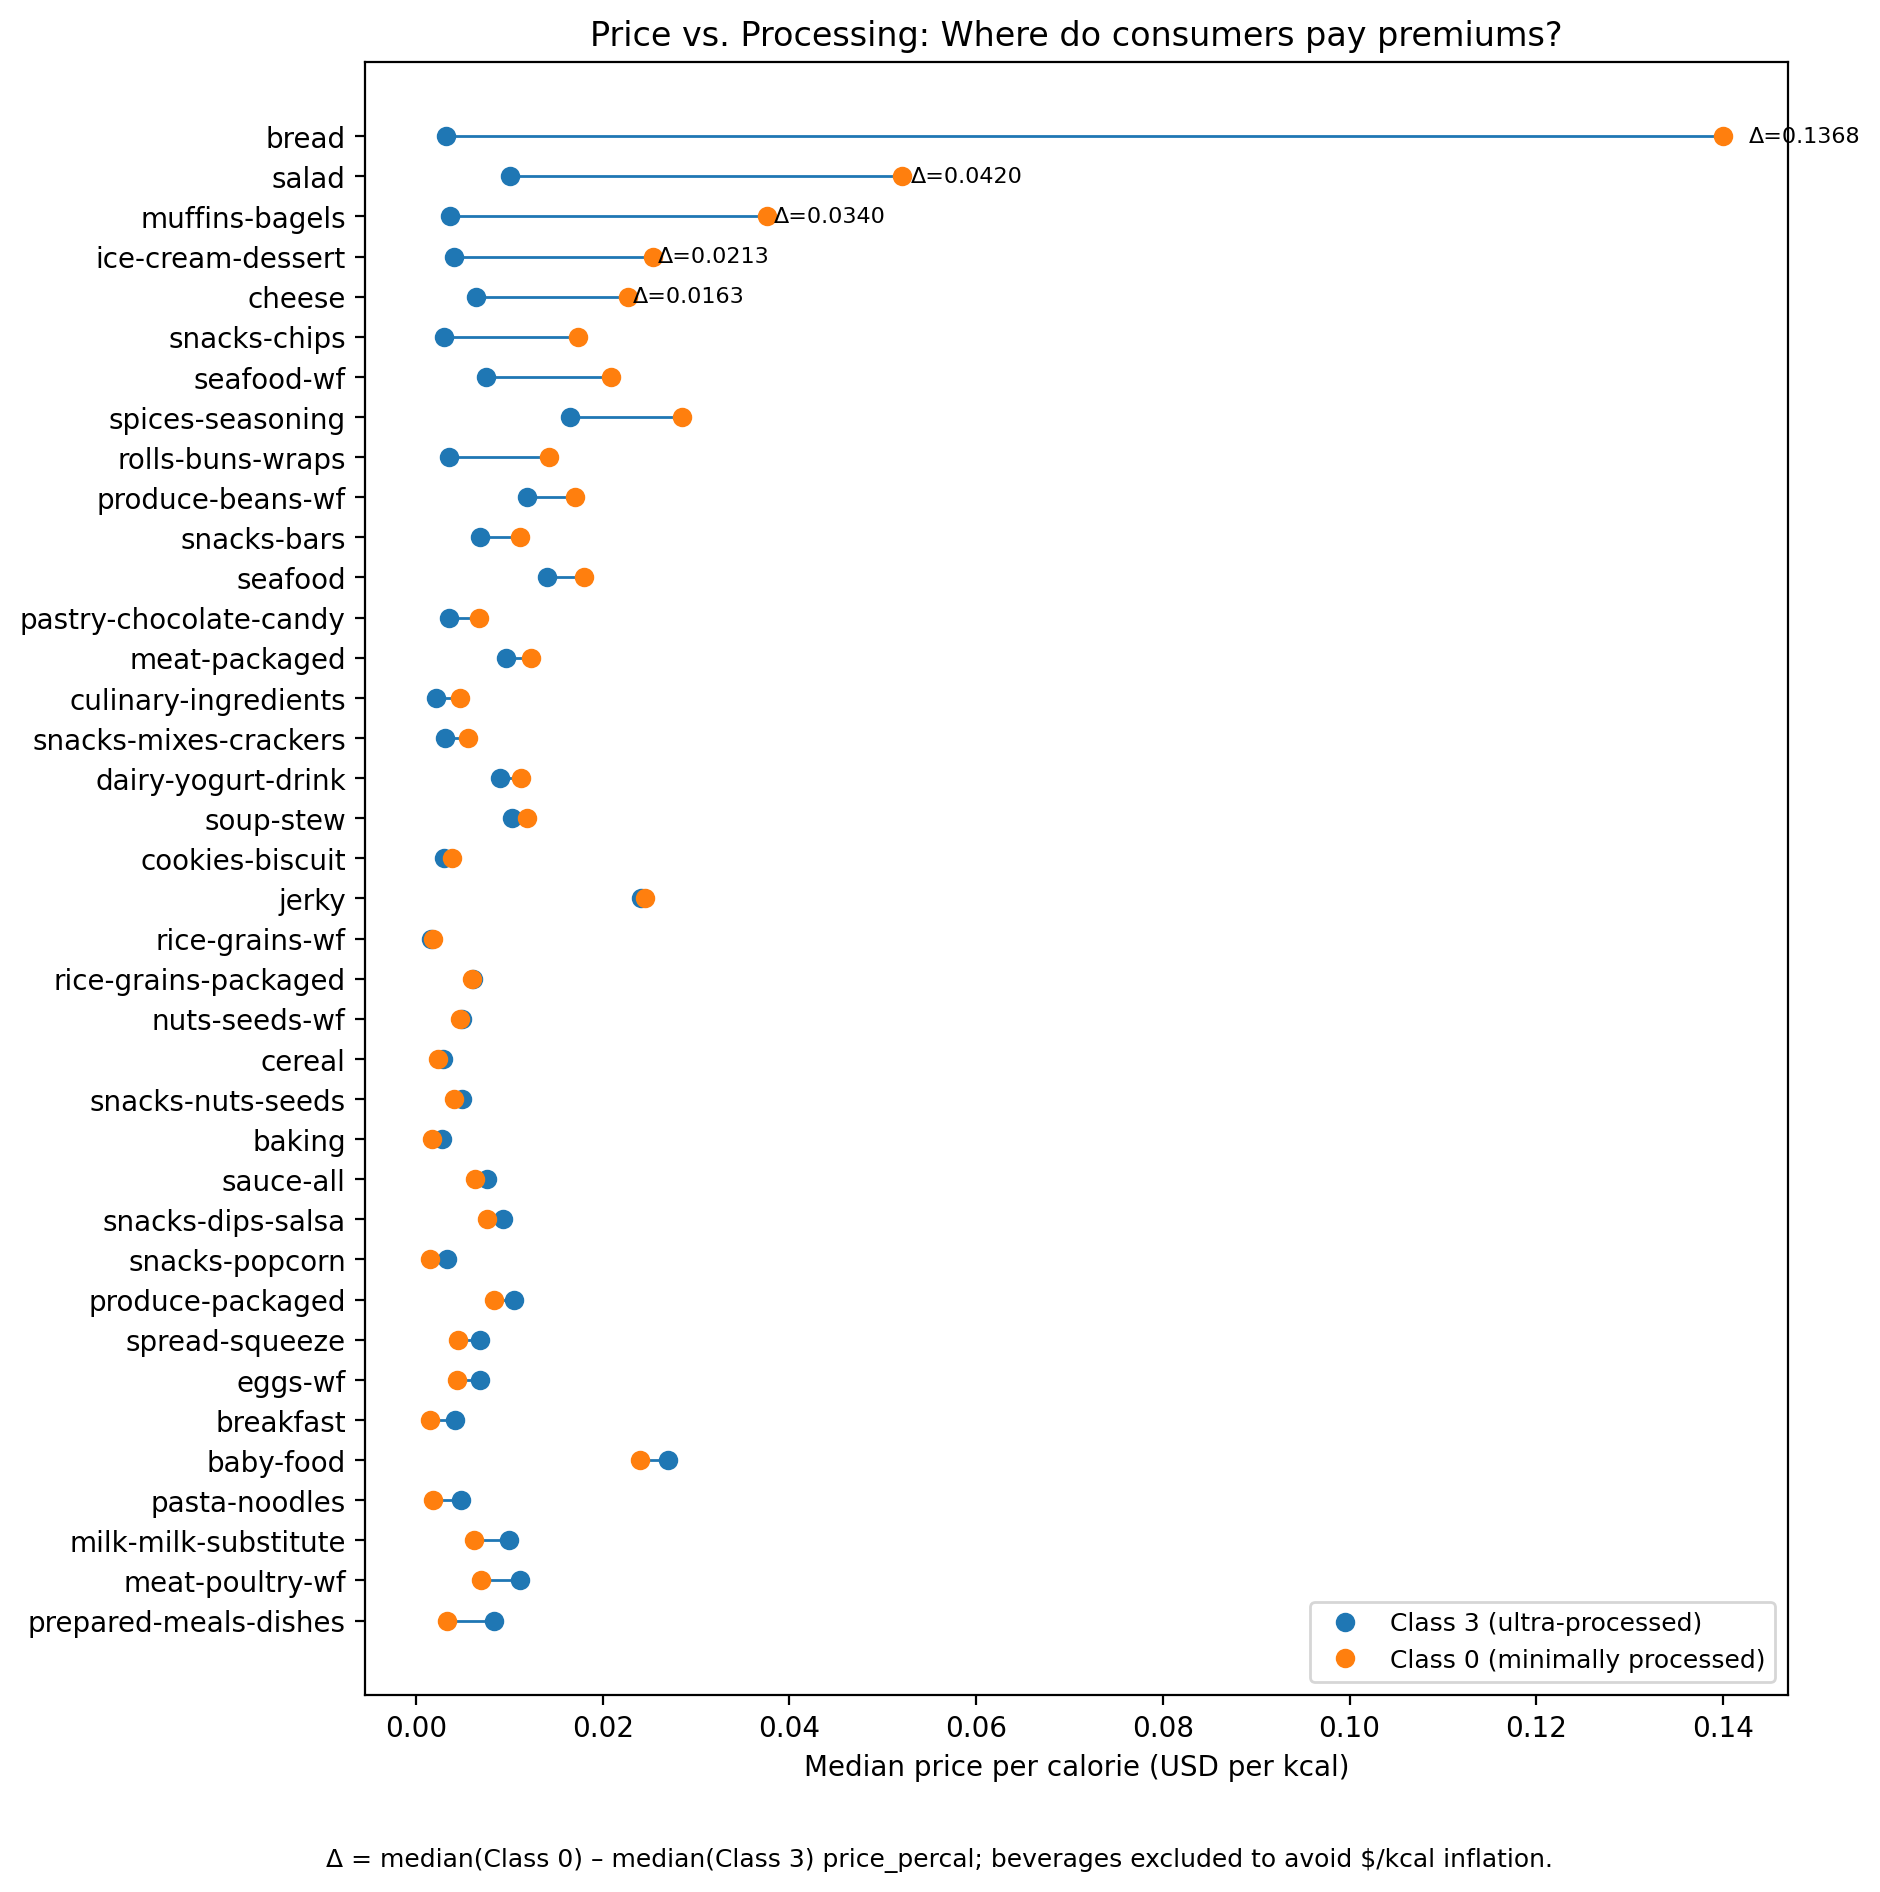 Price vs. Processing: Where do consumers pay premiums?
bread
Δ=0.1368
salad
Δ=0.0420
muffins-bagels
Δ=0.0340
ice-cream-dessert
Δ=0.0213
cheese
Δ=0.0163
snacks-chips
seafood-wf
spices-seasoning
rolls-buns-wraps
produce-beans-wf
snacks-bars
seafood
pastry-chocolate-candy
meat-packaged
culinary-ingredients
snacks-mixes-crackers
dairy-yogurt-drink
soup-stew
cookies-biscuit
jerky
rice-grains-wf
rice-grains-packaged
nuts-seeds-wf
cereal
snacks-nuts-seeds
baking
sauce-all
snacks-dips-salsa
snacks-popcorn
produce-packaged
spread-squeeze
eggs-wf
breakfast
baby-food
pasta-noodles
milk-milk-substitute
meat-poultry-wf
prepared-meals-dishes
Class 3 (ultra-processed)
Class 0 (minimally processed)
0.00 0.02 0.04 0.06 0.08 0.10 0.12 0.14
Median price per calorie (USD per kcal)
Δ = median(Class 0) – median(Class 3) price_percal; beverages excluded to avoid $/kcal inflation.